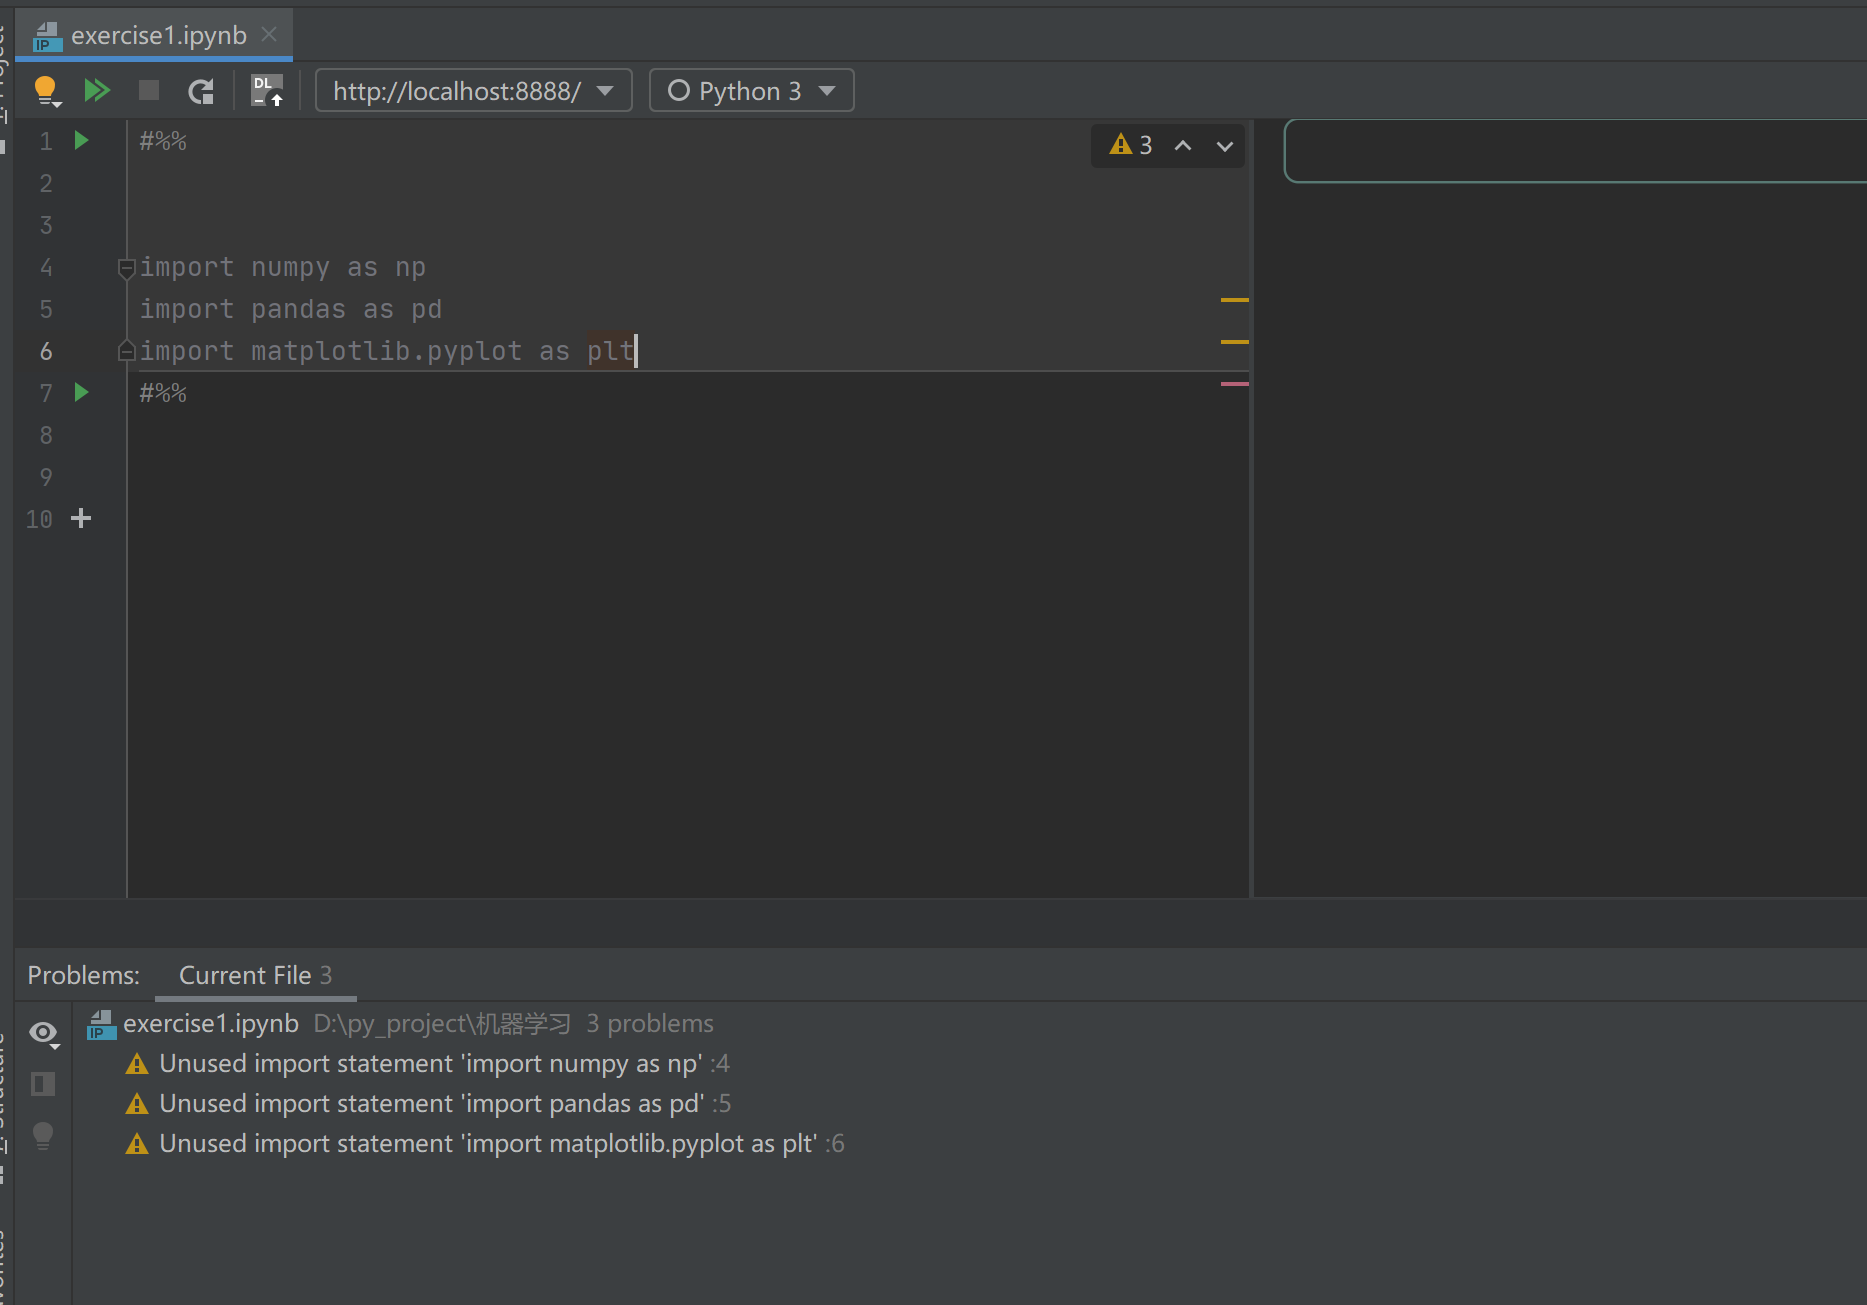 exercise1.ipynb
DL
http://localhost:8888/
Python 3
1 #%%
3
2
3
4 import numpy as np
5 import pandas as pd
6 import matplotlib.pyplot as plt
7 #%%
8
9
10
Problems: Current File 3
exercise1.ipynb D:\py_project\机器学习 3 problems
Unused import statement 'import numpy as np' :4
Unused import statement 'import pandas as pd' :5
Unused import statement 'import matplotlib.pyplot as plt' :6